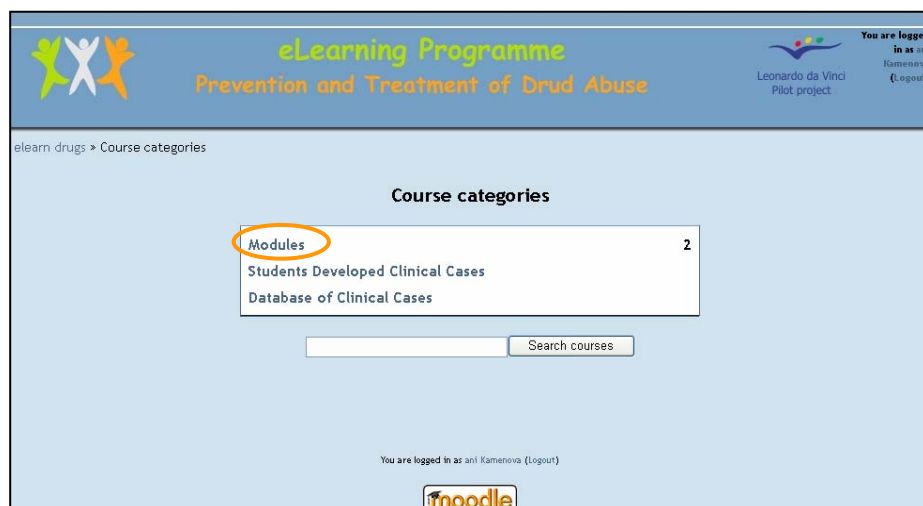 eLearning Programme
Prevention and Treatment of Drud Abuse
Leonardo da Vinci
Pilot project
You are logge
in as an
Kamenova
(Logout
elearn drugs » Course categories
Course categories
Modules 2
Students Developed Clinical Cases
Database of Clinical Cases
Search courses
You are logged in as ani Kamenova (Logout)
moodle